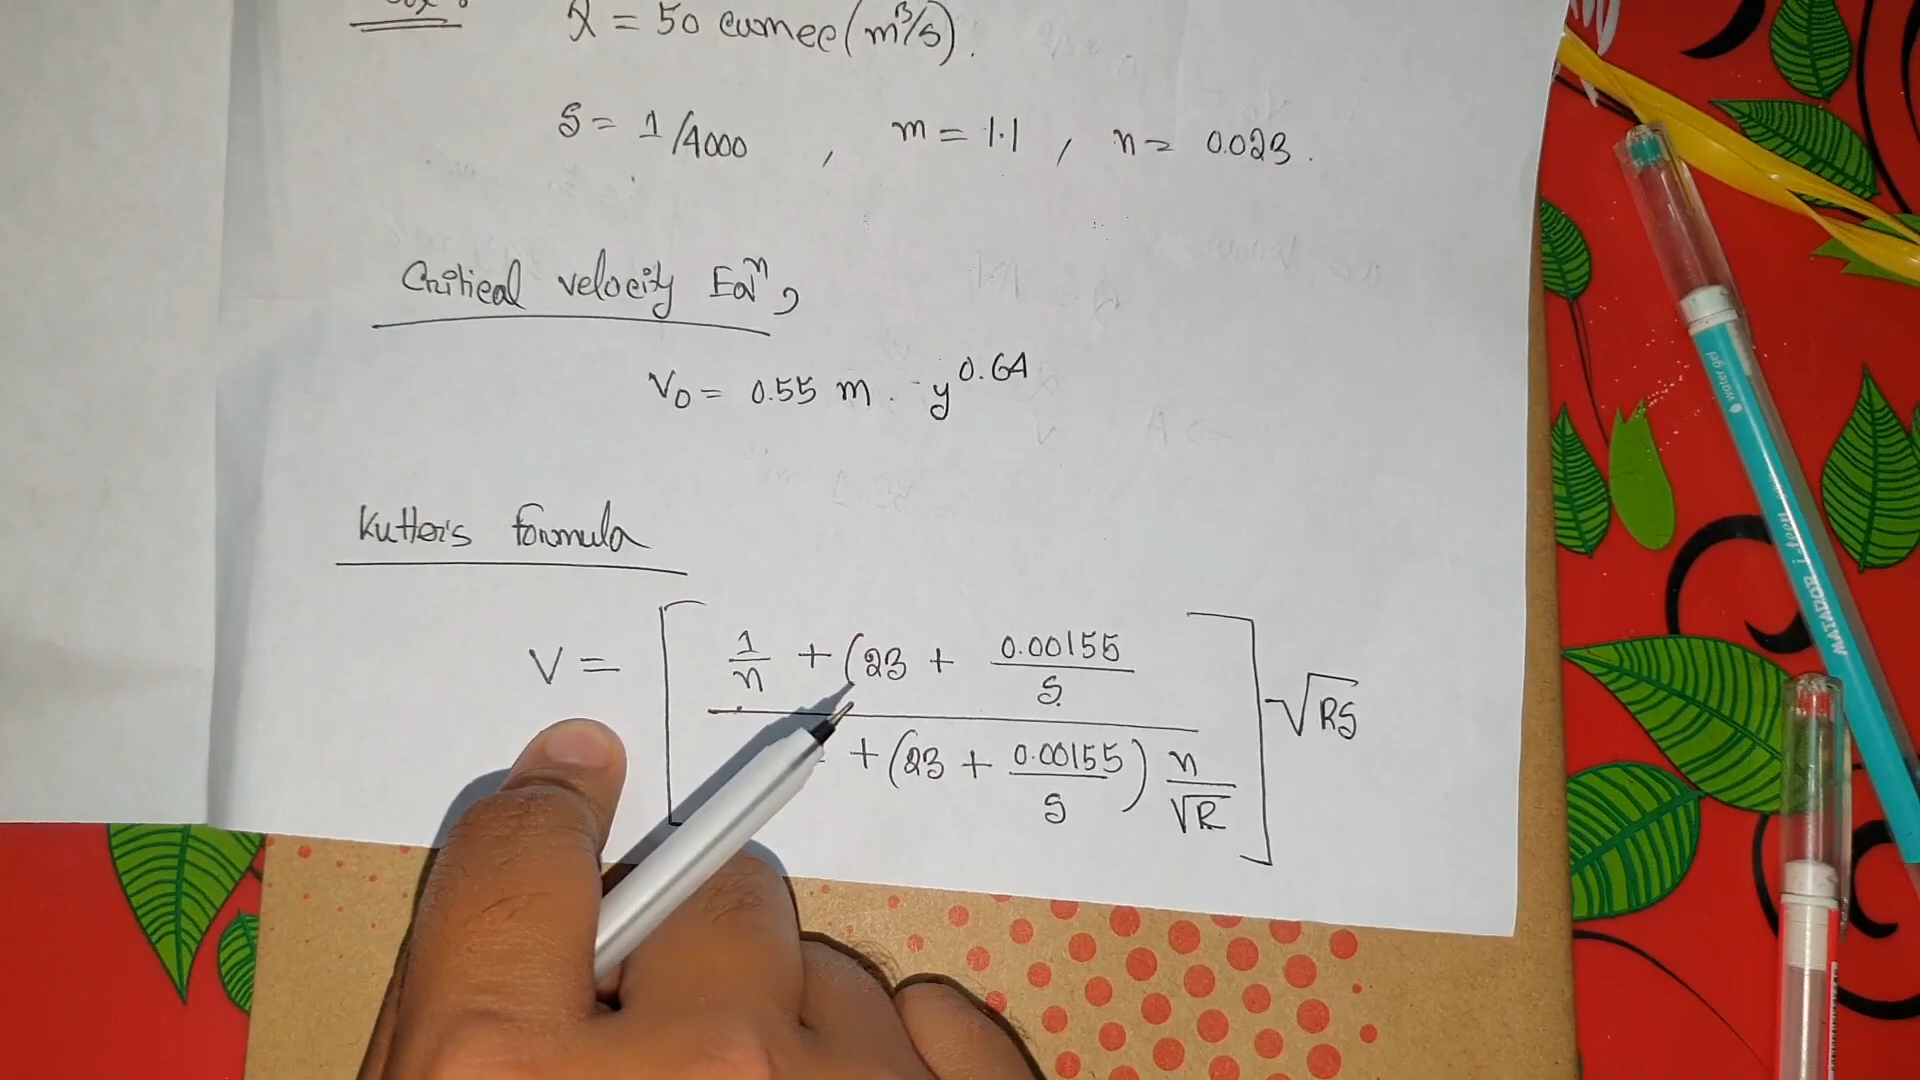 Q = 50 cumec (m³/s).
S = 1/4000 , m = 1.1 , n = 0.023.
Critical velocity Eqⁿ,
V₀ = 0.55 m . y^0.64
Kutter's formula
V = [ 1/n + (23 + 0.00155/S
+ (23 + 0.00155/S) n/√R ] √RS
water gel
MATADOR i-teen